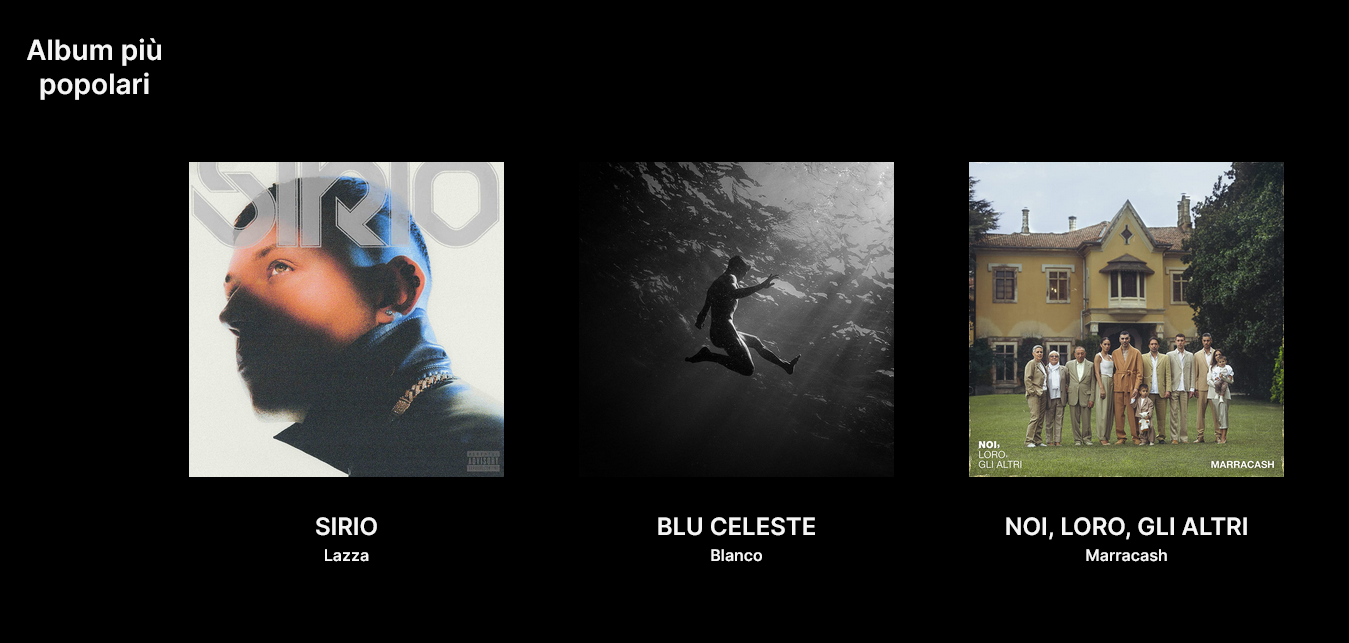 Album più
popolari
SIRIO
NOI,
LORO,
GLI ALTRI
MARRACASH
ADVISORY
SIRIO
Lazza
BLU CELESTE
Blanco
NOI, LORO, GLI ALTRI
Marracash